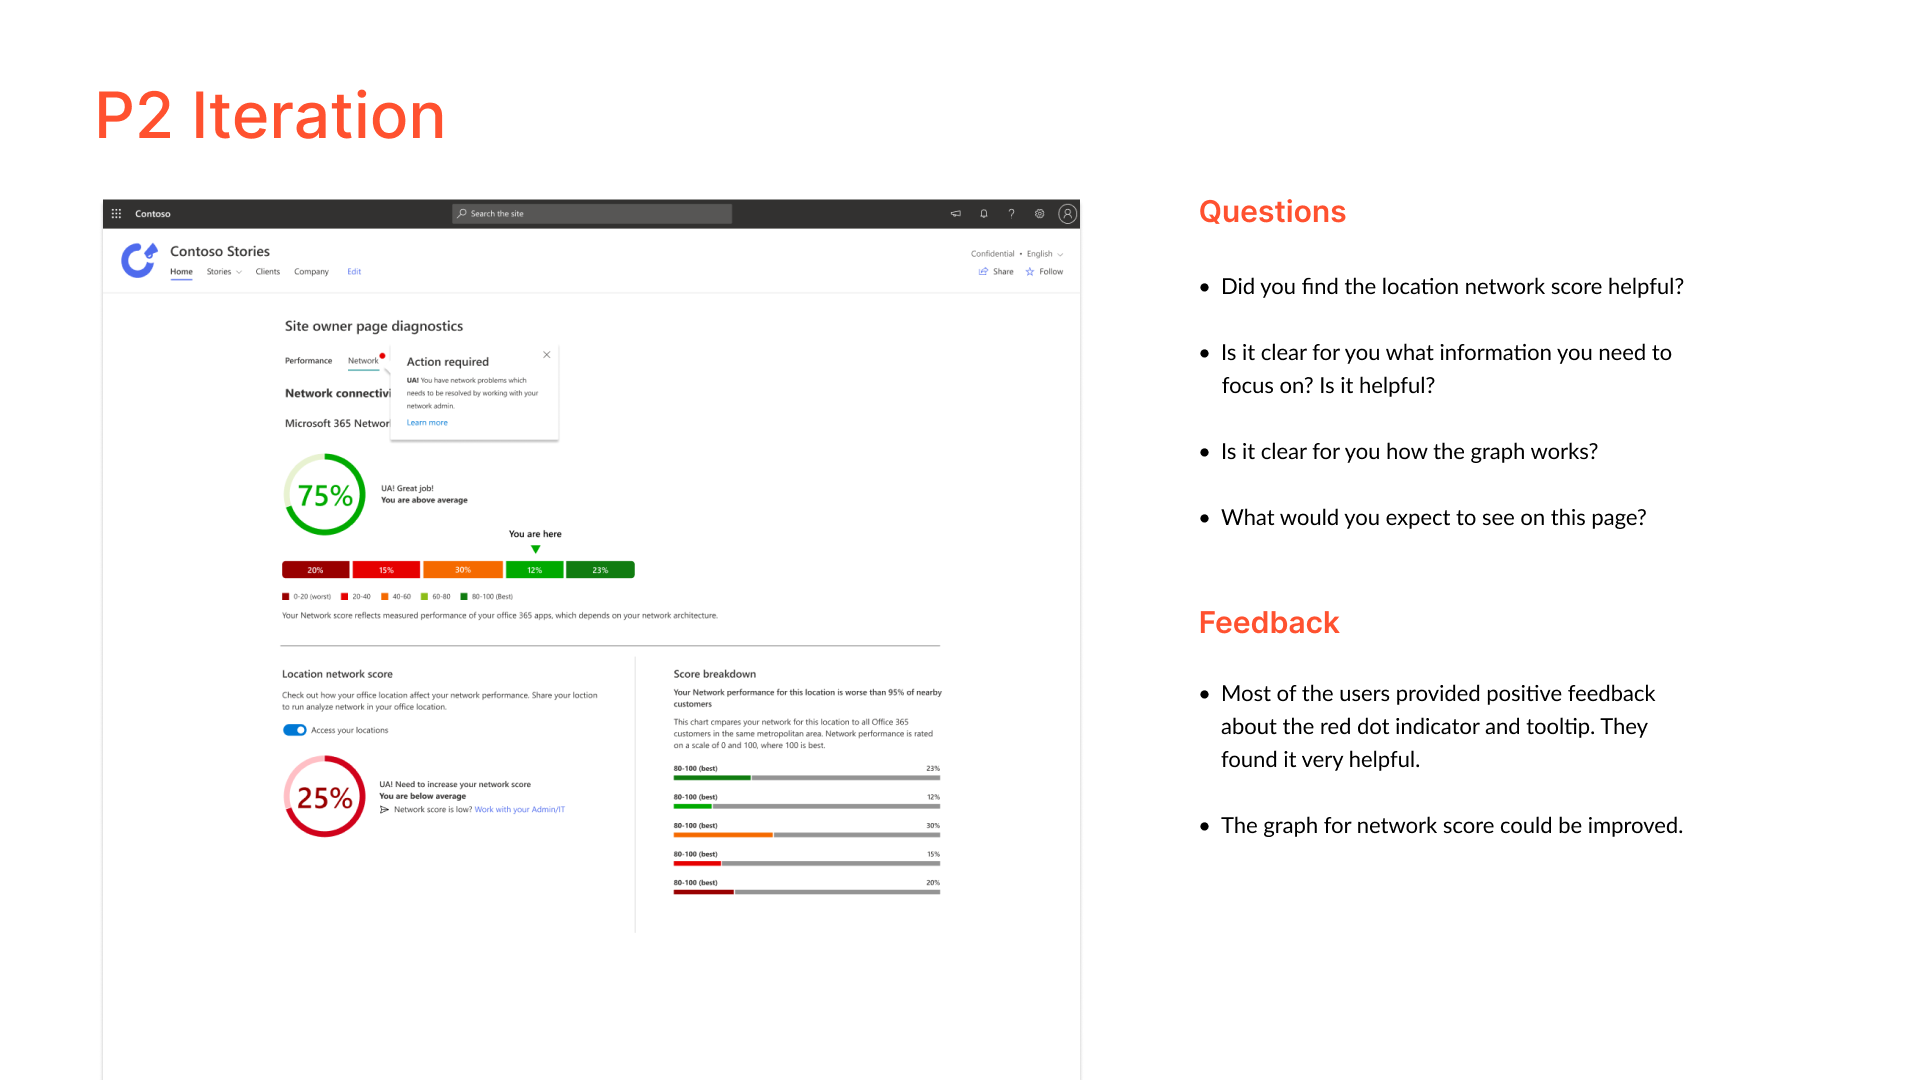 P2 Iteration
Contoso
Search the site
Contoso Stories
Home Stories Clients Company Edit
Confidential • English
Share Follow
Site owner page diagnostics
Performance Network
Action required
UA! You have network problems which
needs to be resolved by working with your
network admin.
Learn more
Network connectivi
Microsoft 365 Networ
75%
UA! Great job!
You are above average
You are here
20% 15% 30% 12% 23%
0-20 (worst) 20-40 40-60 60-80 80-100 (Best)
Your Network score reflects measured performance of your office 365 apps, which depends on your network architecture.
Location network score
Check out how your office location affect your network performance. Share your loction
to run analyze network in your office location.
Access your locations
25%
UA! Need to increase your network score
You are below average
Network score is low? Work with your Admin/IT
Score breakdown
Your Network performance for this location is worse than 95% of nearby
customers
This chart cmpares your network for this location to all Office 365
customers in the same metropolitan area. Network performance is rated
on a scale of 0 and 100, where 100 is best.
80-100 (best) 23%
80-100 (best) 12%
80-100 (best) 30%
80-100 (best) 15%
80-100 (best) 20%
Questions
• Did you find the location network score helpful?
• Is it clear for you what information you need to
focus on? Is it helpful?
• Is it clear for you how the graph works?
• What would you expect to see on this page?
Feedback
• Most of the users provided positive feedback
about the red dot indicator and tooltip. They
found it very helpful.
• The graph for network score could be improved.